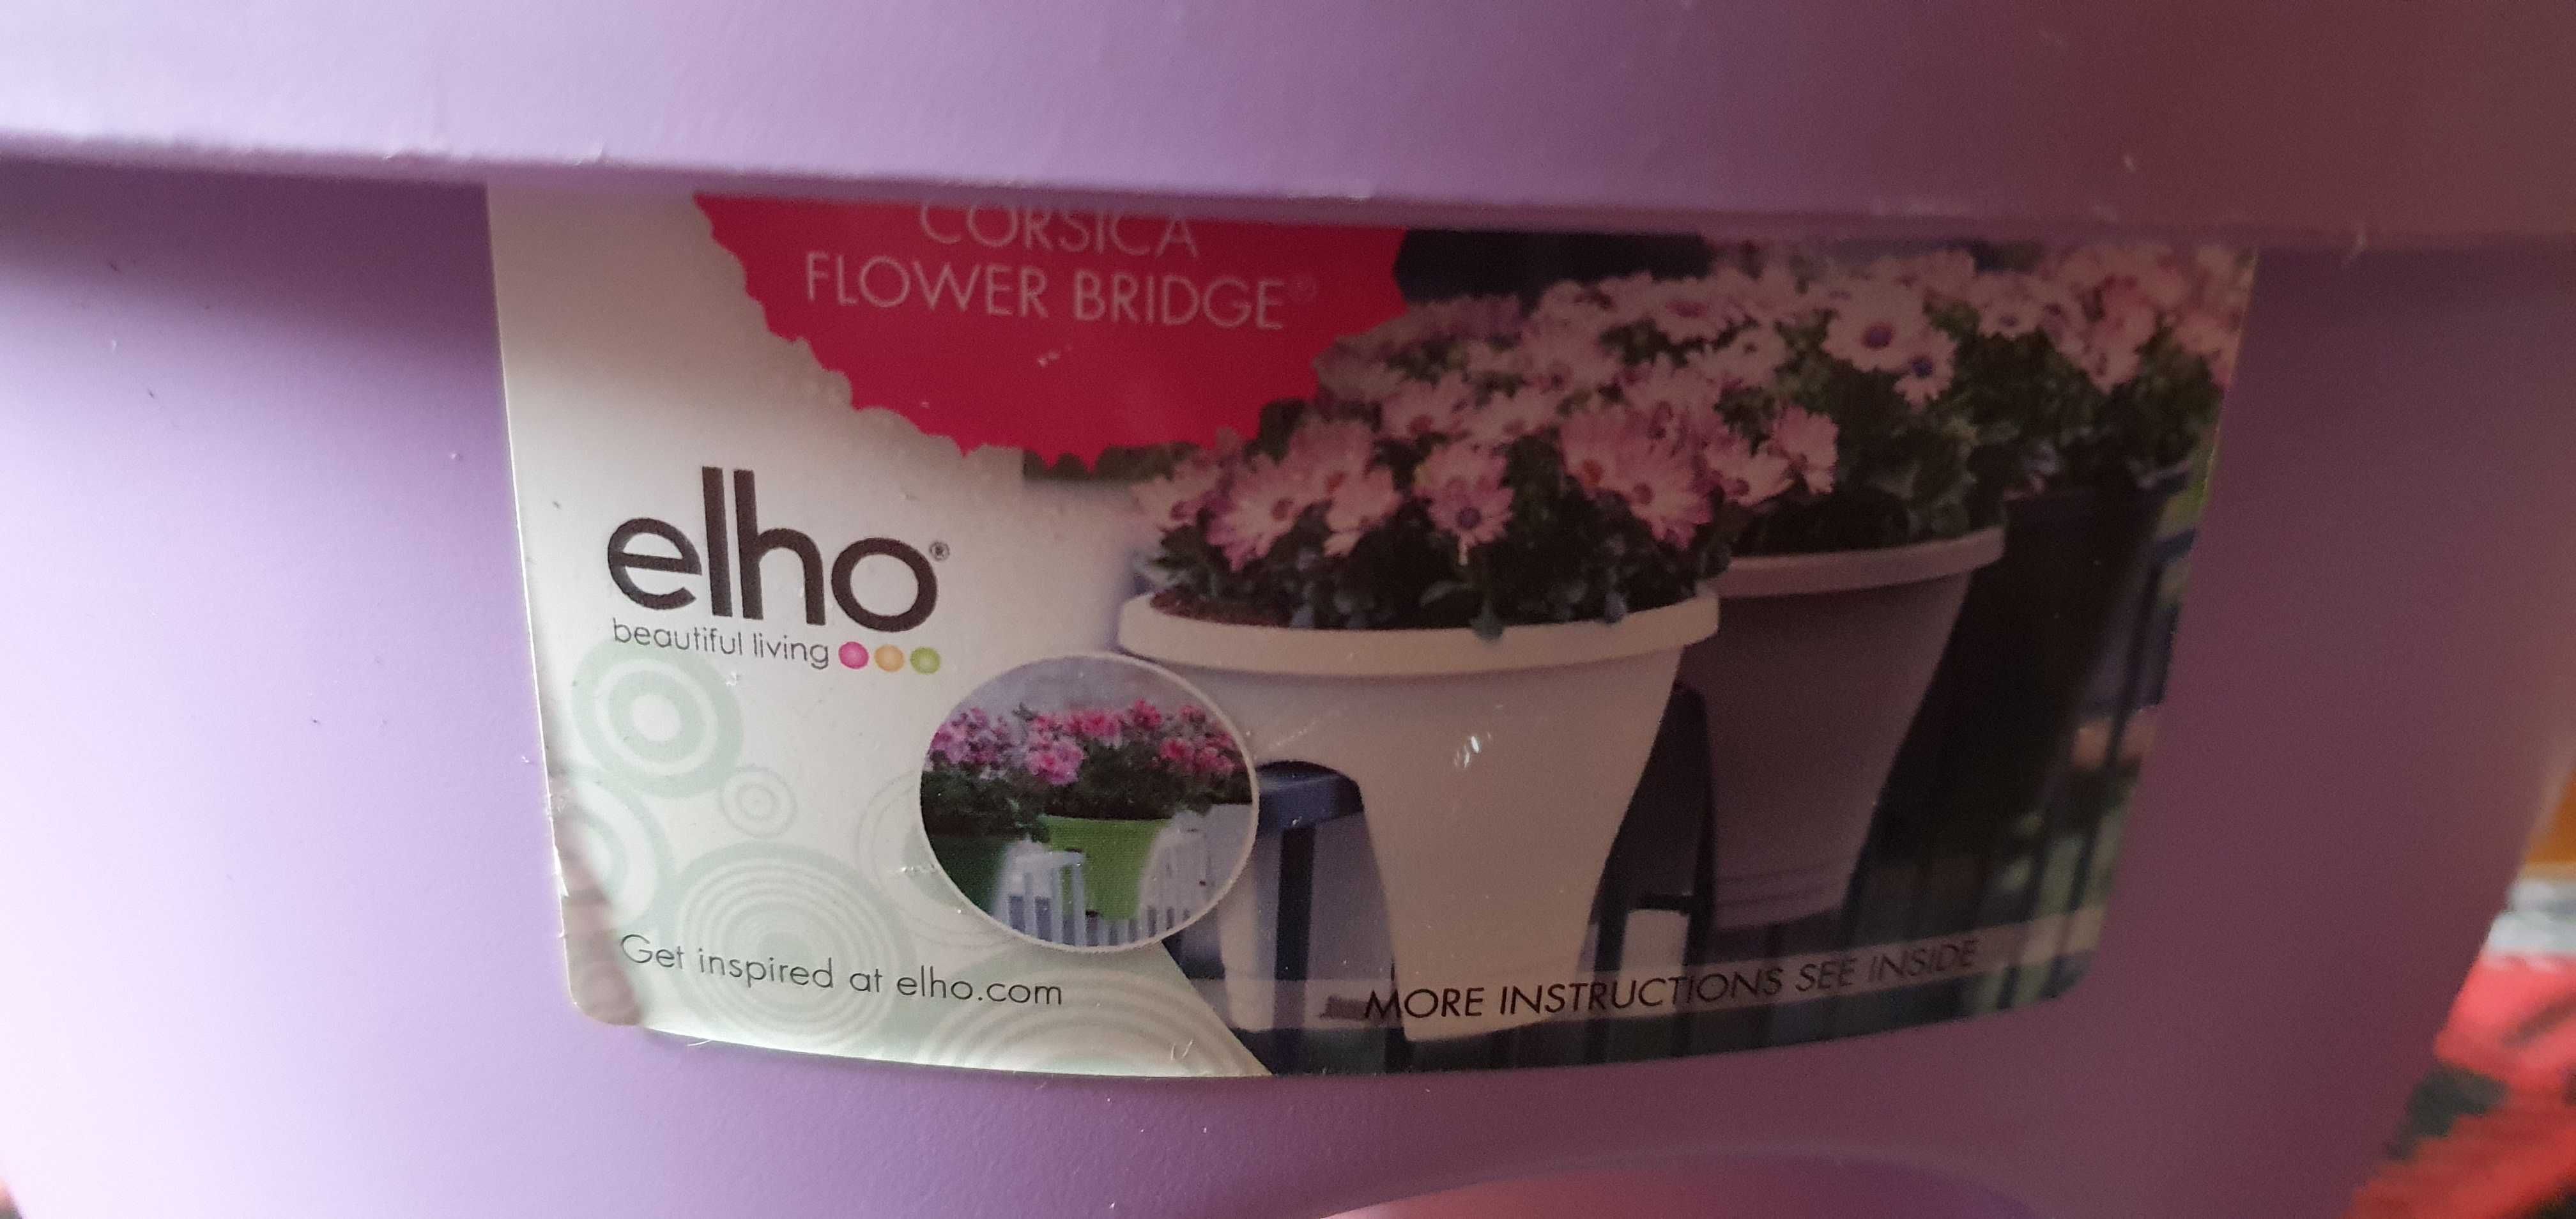 CORSICA
FLOWER BRIDGE®
elho®
beautiful living
Get inspired at elho.com
MORE INSTRUCTIONS SEE INSIDE